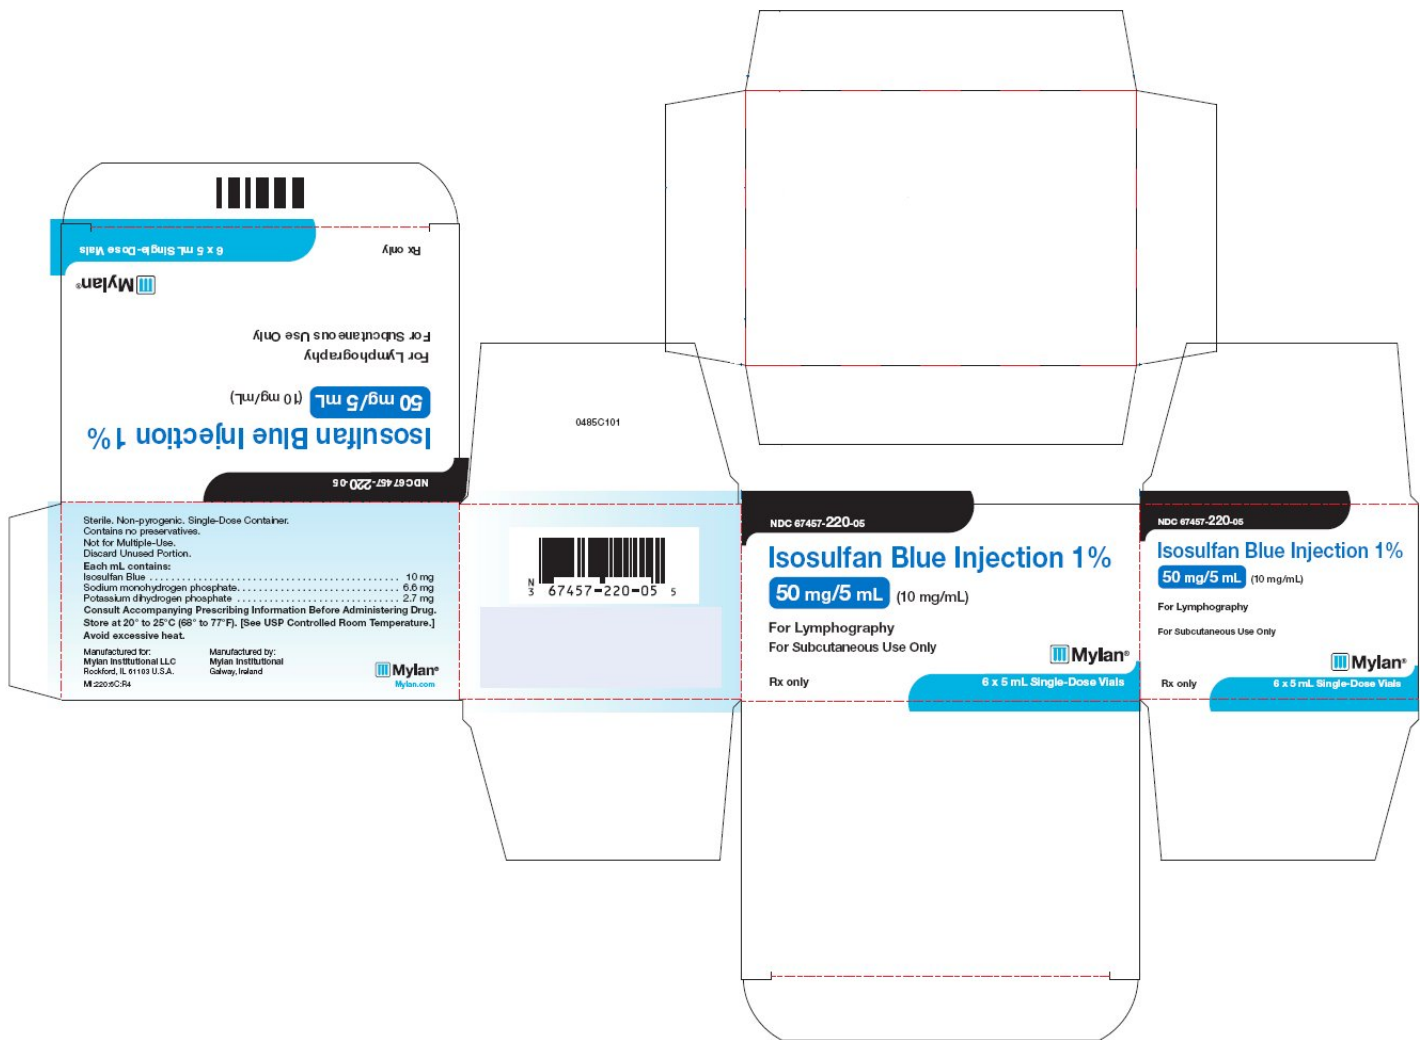 6 x 5 mL Single-Dose Vials
Rx only
Mylan®
For Subcutaneous Use Only
For Lymphography
50 mg/5 mL (10 mg/mL)
Isosulfan Blue Injection 1%
NDC 67457-220-05
Sterile. Non-pyrogenic. Single-Dose Container.
Contains no preservatives.
Not for Multiple-Use.
Discard Unused Portion.
Each mL contains:
Isosulfan Blue . . . . . . . . . . . . . . . . . . . . . . . . . . . . . . . . . . . . . . . . . . 10 mg
Sodium monohydrogen phosphate. . . . . . . . . . . . . . . . . . . . . . . . . . . 6.6 mg
Potassium dihydrogen phosphate . . . . . . . . . . . . . . . . . . . . . . . . . . . 2.7 mg
Consult Accompanying Prescribing Information Before Administering Drug.
Store at 20° to 25°C (68° to 77°F). [See USP Controlled Room Temperature.]
Avoid excessive heat.
Manufactured for:
Mylan Institutional LLC
Rockford, IL 61103 U.S.A.
MI:220:6C:R4
Manufactured by:
Mylan Institutional
Galway, Ireland
Mylan®
Mylan.com
0485C101
N
3 67457-220-05 5
NDC 67457-220-05
Isosulfan Blue Injection 1%
50 mg/5 mL (10 mg/mL)
For Lymphography
For Subcutaneous Use Only
Mylan®
Rx only
6 x 5 mL Single-Dose Vials
NDC 67457-220-05
Isosulfan Blue Injection 1%
50 mg/5 mL (10 mg/mL)
For Lymphography
For Subcutaneous Use Only
Mylan®
Rx only
6 x 5 mL Single-Dose Vials